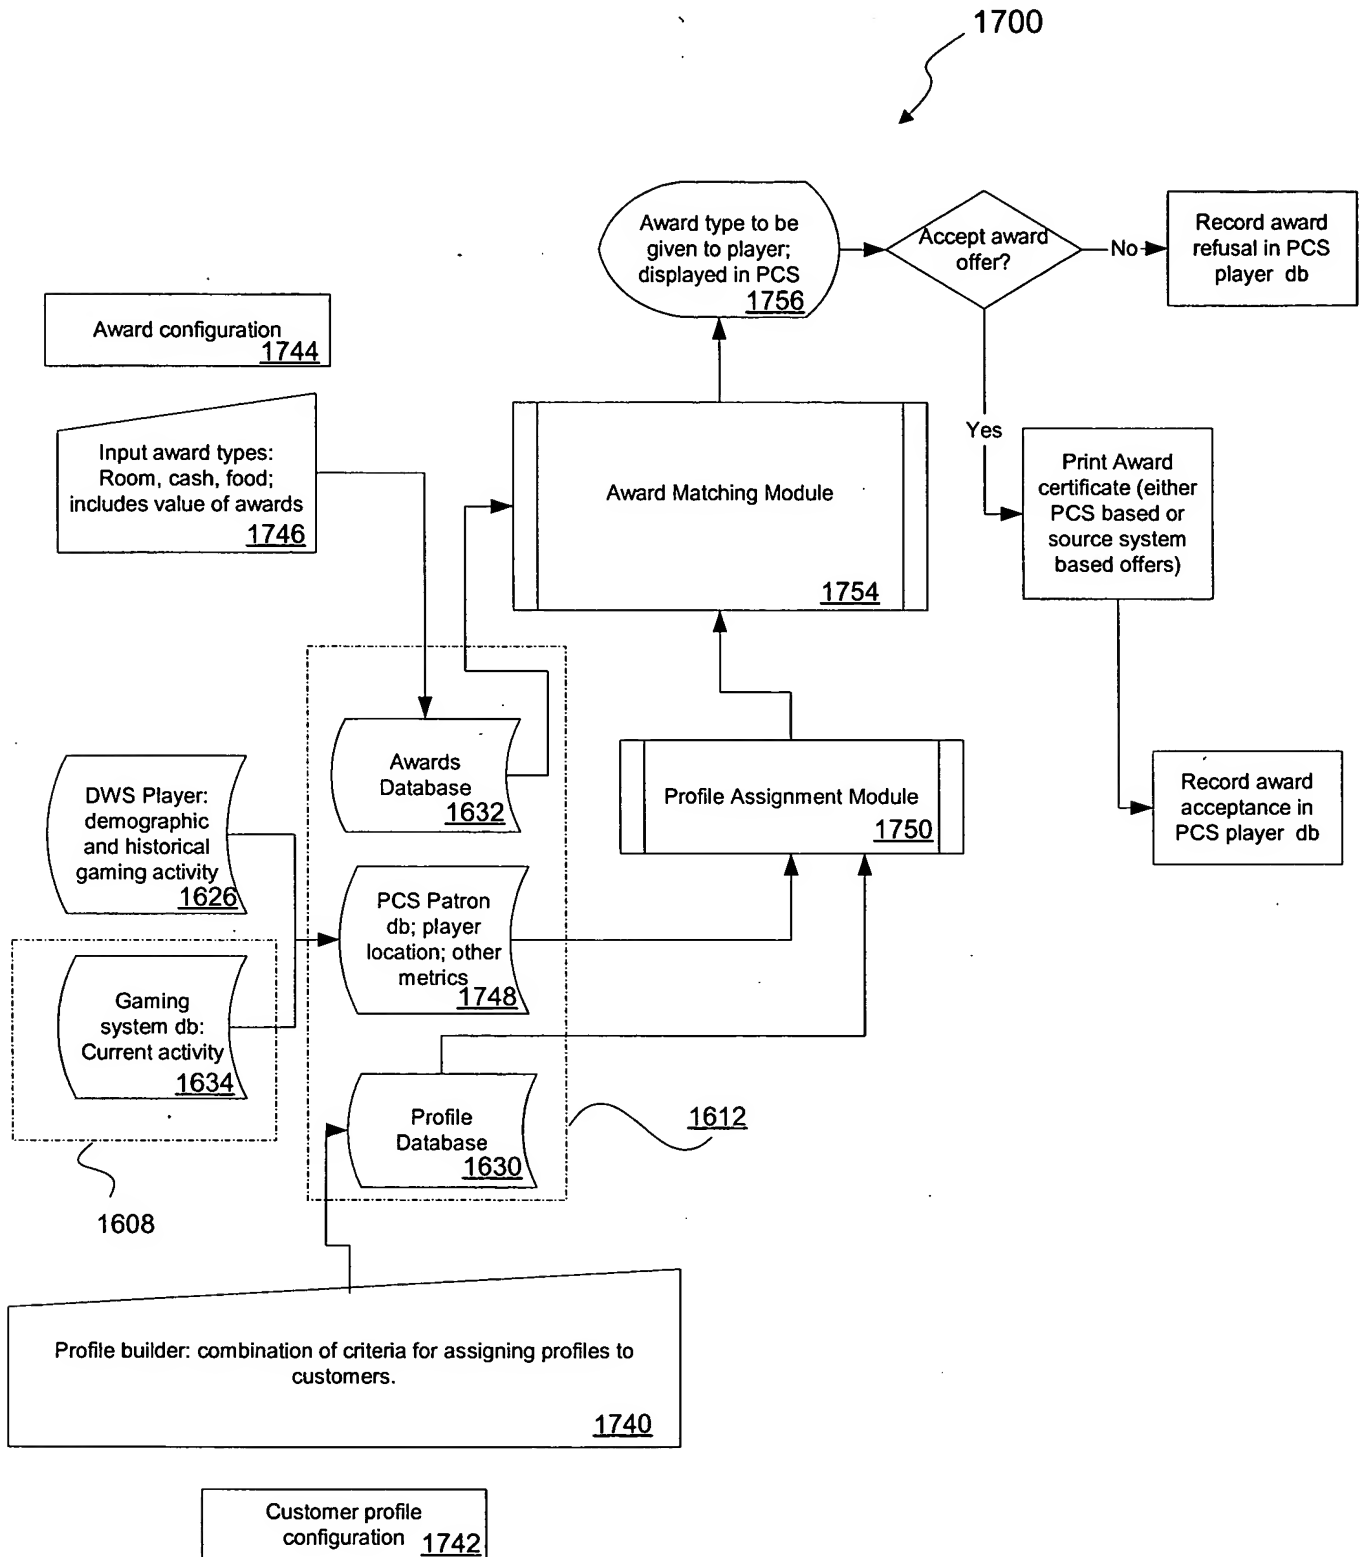 1700
Award type to be
given to player;
displayed in PCS
1756
Accept award
offer?
No
Record award
refusal in PCS
player db
Award configuration
1744
Input award types:
Room, cash, food;
includes value of awards
1746
Award Matching Module
1754
Yes
Print Award
certificate (either
PCS based or
source system
based offers)
Awards
Database
1632
Profile Assignment Module
1750
Record award
acceptance in
PCS player db
DWS Player:
demographic
and historical
gaming activity
1626
PCS Patron
db; player
location; other
metrics
1748
Gaming
system db:
Current activity
1634
Profile
Database
1630
1612
1608
Profile builder: combination of criteria for assigning profiles to
customers.
1740
Customer profile
configuration
1742